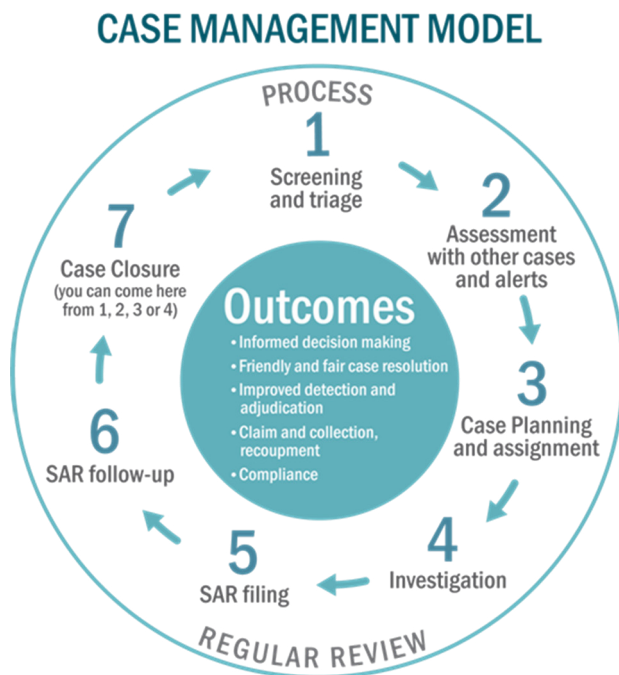 CASE MANAGEMENT MODEL
PROCESS
1
Screening
and triage
2
Assessment
with other cases
and alerts
3
Case Planning
and assignment
4
Investigation
5
SAR filing
6
SAR follow-up
7
Case Closure
(you can come here
from 1, 2, 3 or 4)
Outcomes
• Informed decision making
• Friendly and fair case resolution
• Improved detection and
adjudication
• Claim and collection,
recoupment
• Compliance
REGULAR REVIEW